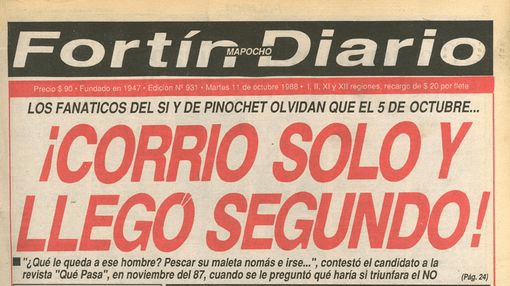 Fortín Diario
MAPOCHO
Precio $ 90 • Fundado en 1947 • Edición Nº 931 • Martes 11 de octubre 1988 • I, II, XI y XII regiones, recargo de $ 20 por flete
LOS FANATICOS DEL SI Y DE PINOCHET OLVIDAN QUE EL 5 DE OCTUBRE...
¡CORRIO SOLO Y
LLEGÓ SEGUNDO!
■ "¿Qué le queda a ese hombre? Pescar su maleta nomás e irse...", contestó el candidato a la
revista "Qué Pasa", en noviembre del 87, cuando se le preguntó qué haría si triunfara el NO
(Pág. 24)